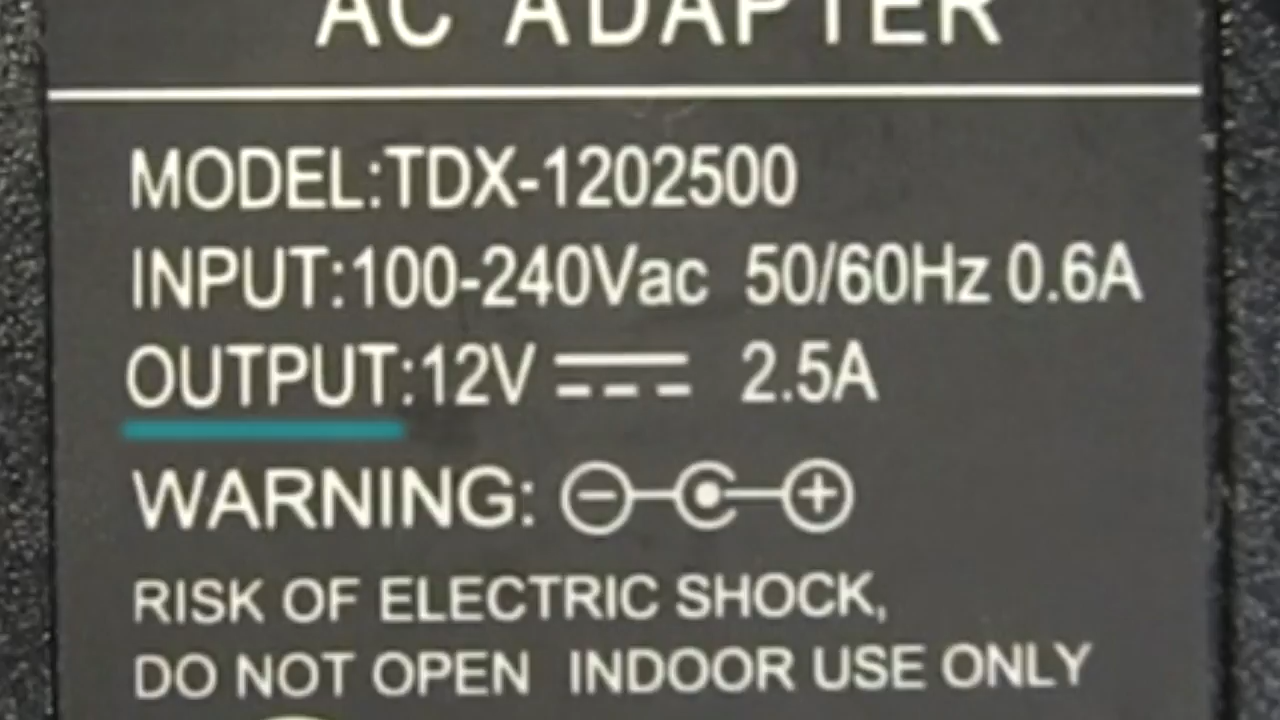 AC ADAPTER
MODEL:TDX-1202500
INPUT:100-240Vac 50/60Hz 0.6A
OUTPUT:12V ⎓ 2.5A
WARNING:
RISK OF ELECTRIC SHOCK,
DO NOT OPEN INDOOR USE ONLY